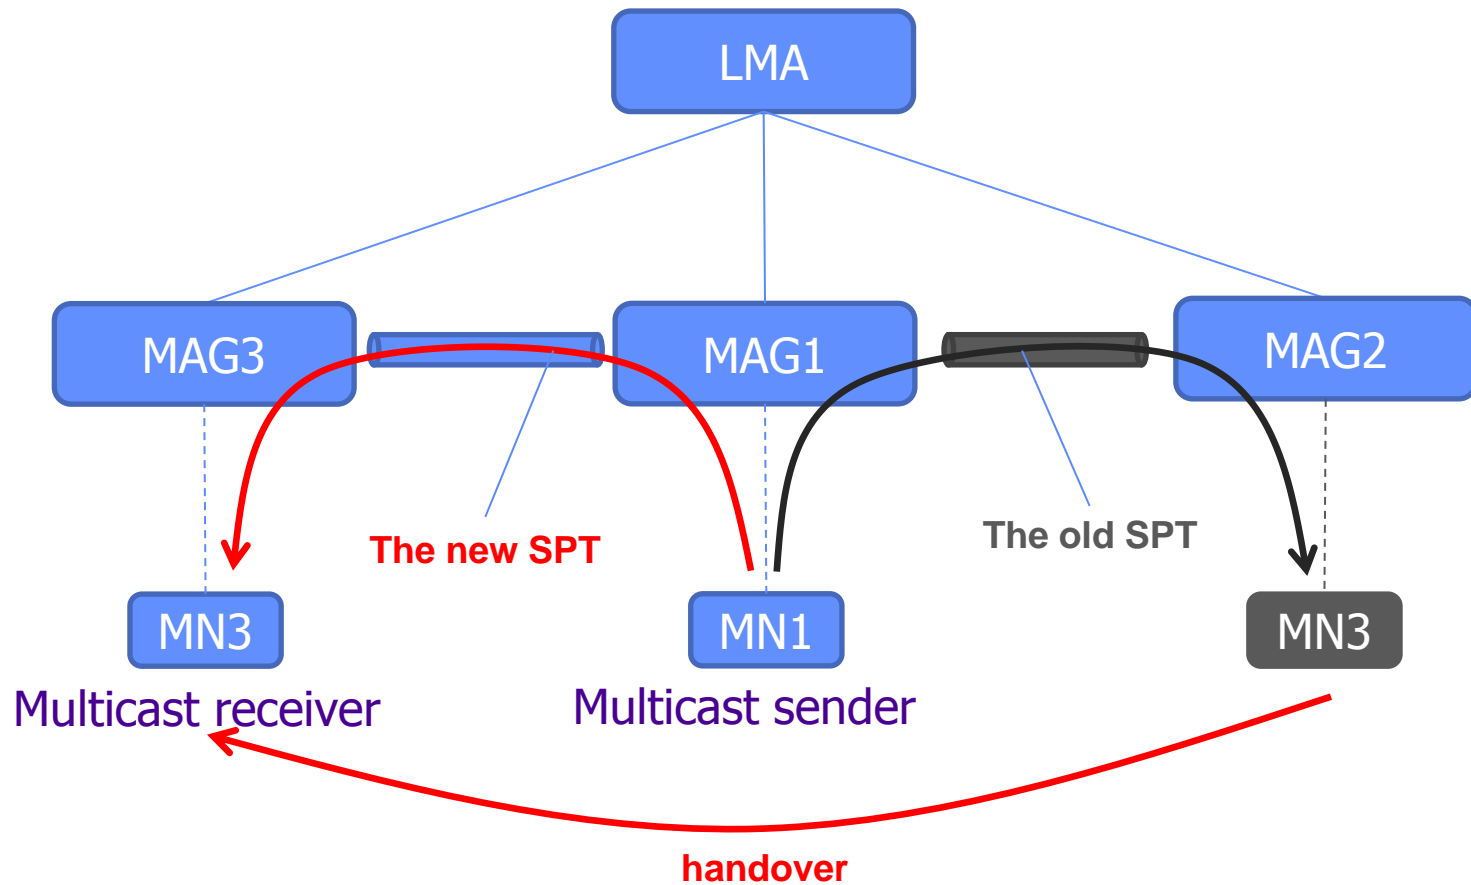 LMA
MAG3
MAG1
MAG2
The new SPT
The old SPT
MN3
MN1
MN3
Multicast receiver
Multicast sender
handover